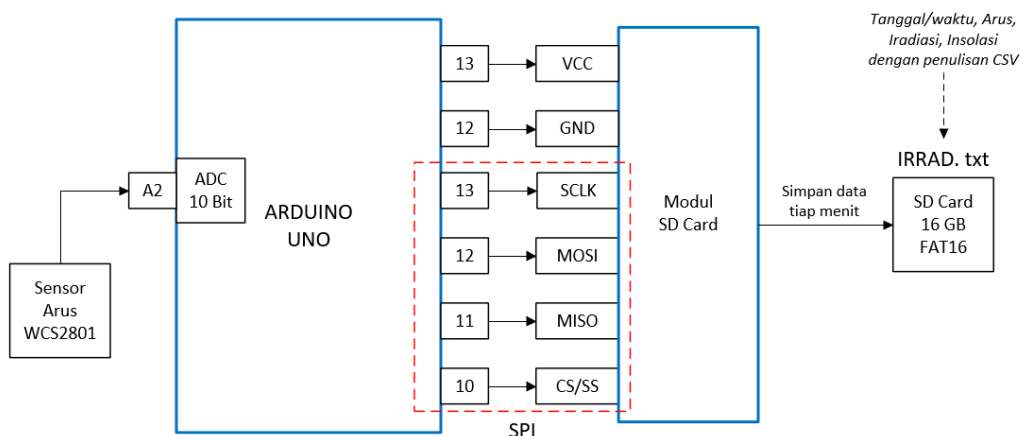 Tanggal/waktu, Arus,
Iradiasi, Insolasi
dengan penulisan CSV
13
VCC
12
GND
IRRAD. txt
A2
ADC
10 Bit
ARDUINO
UNO
13
SCLK
Modul
SD Card
Simpan data
tiap menit
SD Card
16 GB
FAT16
12
MOSI
Sensor
Arus
WCS2801
11
MISO
10
CS/SS
SPI